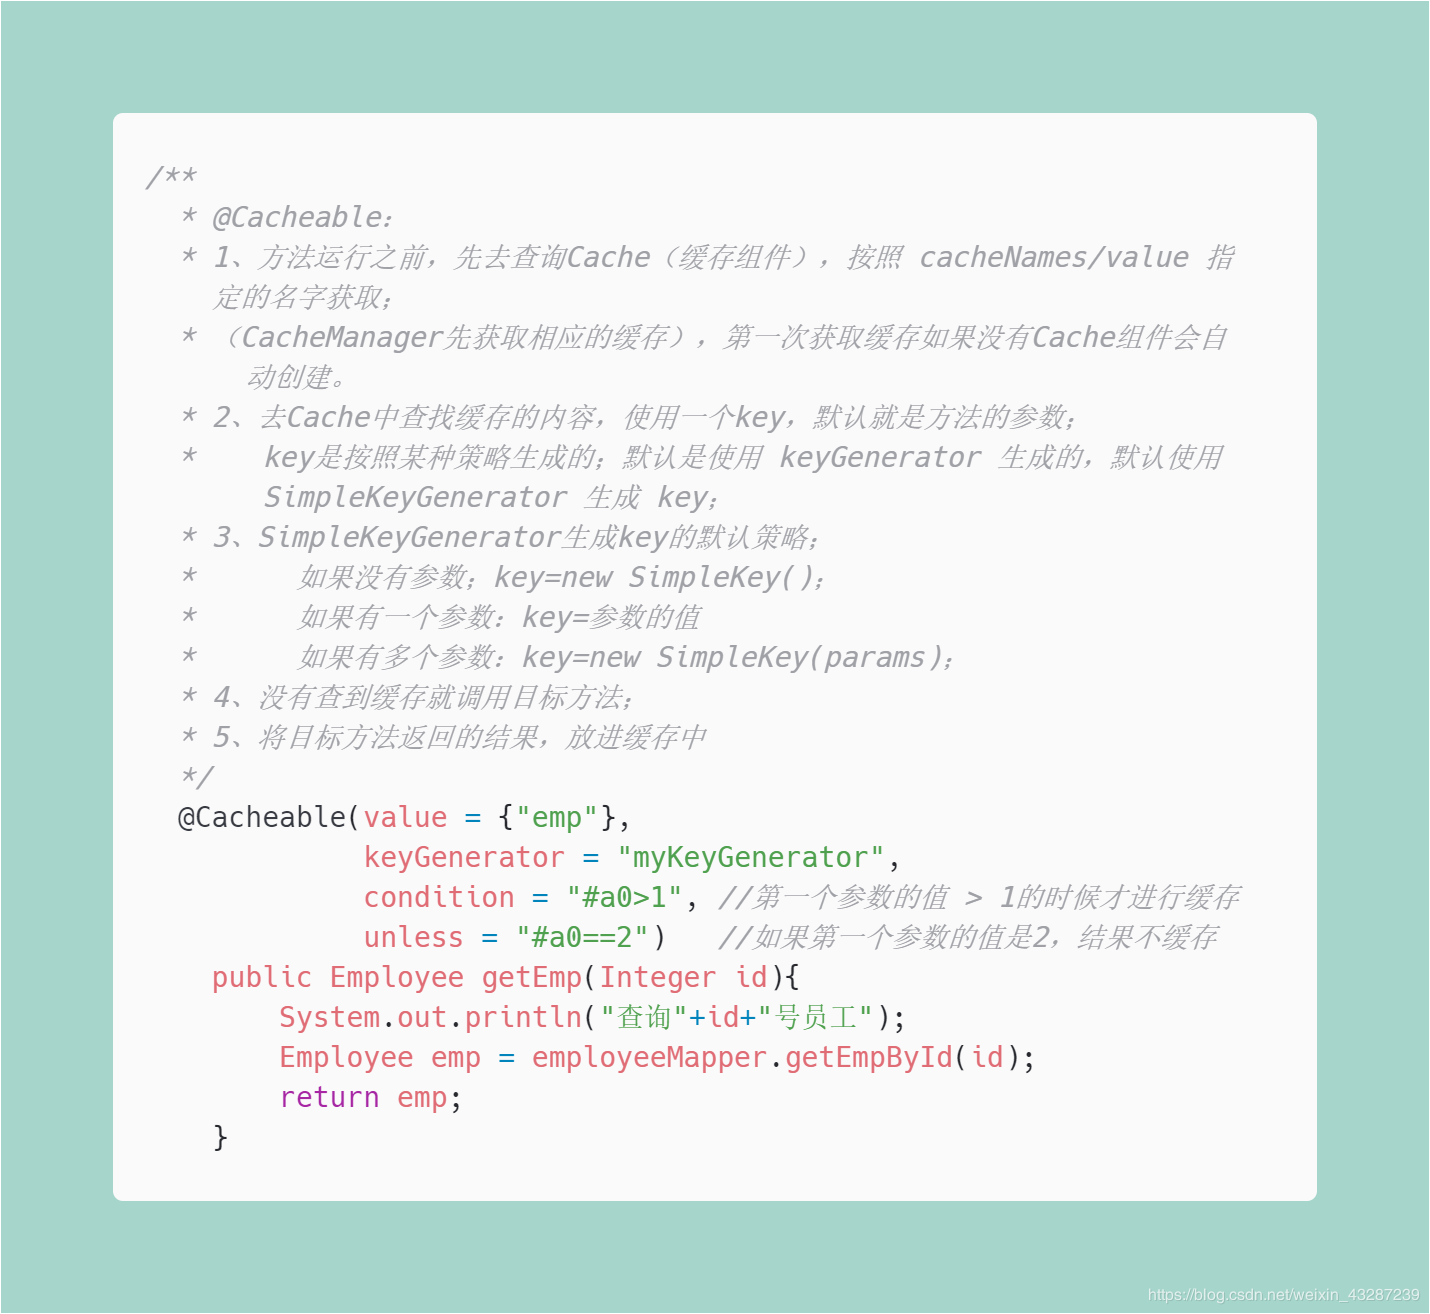 /**
  * @Cacheable：
  * 1、方法运行之前，先去查询Cache（缓存组件），按照 cacheNames/value 指
    定的名字获取；
  * （CacheManager先获取相应的缓存），第一次获取缓存如果没有Cache组件会自
      动创建。
  * 2、去Cache中查找缓存的内容，使用一个key，默认就是方法的参数；
  *    key是按照某种策略生成的；默认是使用 keyGenerator 生成的，默认使用
       SimpleKeyGenerator 生成 key；
  * 3、SimpleKeyGenerator生成key的默认策略；
  *      如果没有参数；key=new SimpleKey()；
  *      如果有一个参数：key=参数的值
  *      如果有多个参数：key=new SimpleKey(params)；
  * 4、没有查到缓存就调用目标方法；
  * 5、将目标方法返回的结果，放进缓存中
  */
  @Cacheable(value = {"emp"},
             keyGenerator = "myKeyGenerator",
             condition = "#a0>1", //第一个参数的值 > 1的时候才进行缓存
             unless = "#a0==2")   //如果第一个参数的值是2，结果不缓存
    public Employee getEmp(Integer id){
        System.out.println("查询"+id+"号员工");
        Employee emp = employeeMapper.getEmpById(id);
        return emp;
    }
https://blog.csdn.net/weixin_43287239